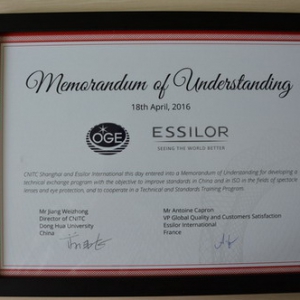 Memorandum of Understanding
18th April, 2016
OGE
ESSILOR
SEEING THE WORLD BETTER
CNITC Shanghai and Essilor International this day entered into a Memorandum of Understanding for developing a
technical exchange program with the objective to improve standards in China and in ISO in the fields of spectacle
lenses and eye protection, and to cooperate in a Technical and Standards Training Program.
Mr Jiang Weizhong
Director of CNITC
Dong Hua University
China
Mr Antoine Capron
VP Global Quality and Customers Satisfaction
Essilor International
France